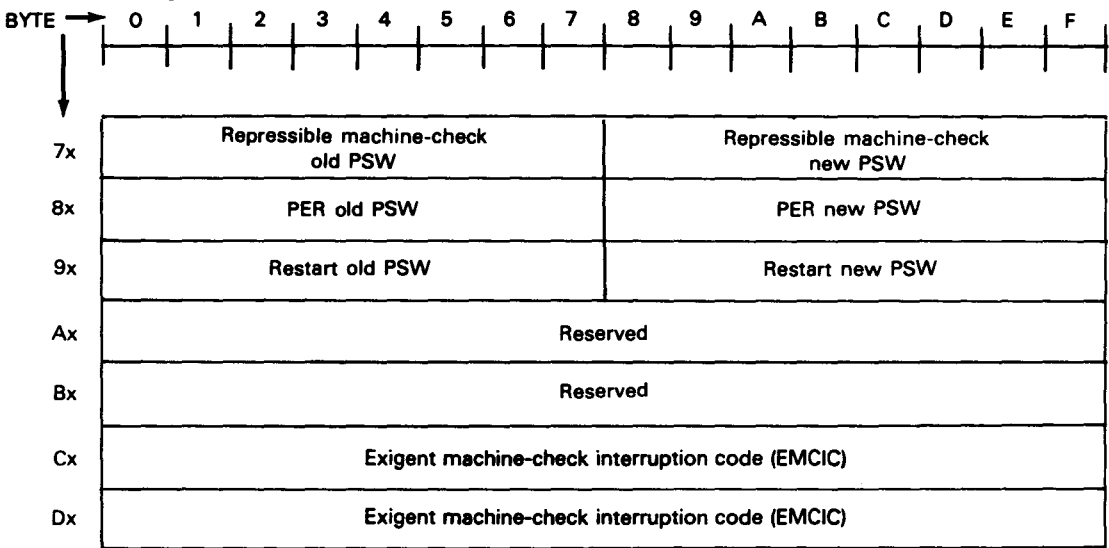 BYTE 0 1 2 3 4 5 6 7 8 9 A B C D E F
7x Repressible machine-check old PSW Repressible machine-check new PSW
8x PER old PSW PER new PSW
9x Restart old PSW Restart new PSW
Ax Reserved
Bx Reserved
Cx Exigent machine-check interruption code (EMCIC)
Dx Exigent machine-check interruption code (EMCIC)